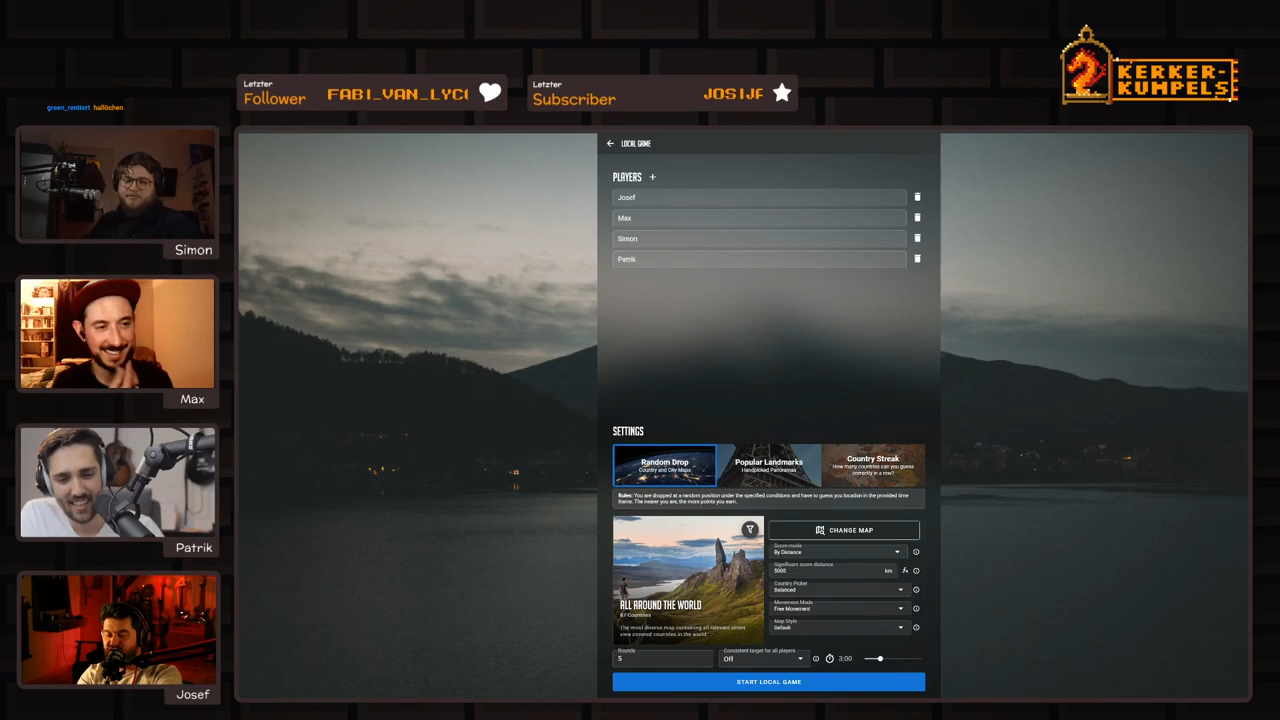 KERKER-
KUMPELS
Letzter
Follower
FABI_VAN_LYC
Letzter
Subscriber
JOSIJF
green_rentiert hallöchen
Simon
Max
Patrik
Josef
LOCAL GAME
PLAYERS +
Josef
Max
Simon
Patrik
SETTINGS
Random Drop
Country and City Maps
Popular Landmarks
Handpicked Panoramas
Country Streak
How many countries can you guess
correctly in a row?
Rules: You are dropped at a random position under the specified conditions and have to guess you location in the provided time
frame. The nearer you are, the more points you earn.
ALL AROUND THE WORLD
87 Countries
The most diverse map containing all relevant street
view covered countries in the world
CHANGE MAP
Score mode
By Distance
Significant score distance
5000 km
Country Picker
Balanced
Movement Mode
Free Movement
Map Style
Default
Rounds
5
Consistent target for all players
Off
3:00
START LOCAL GAME